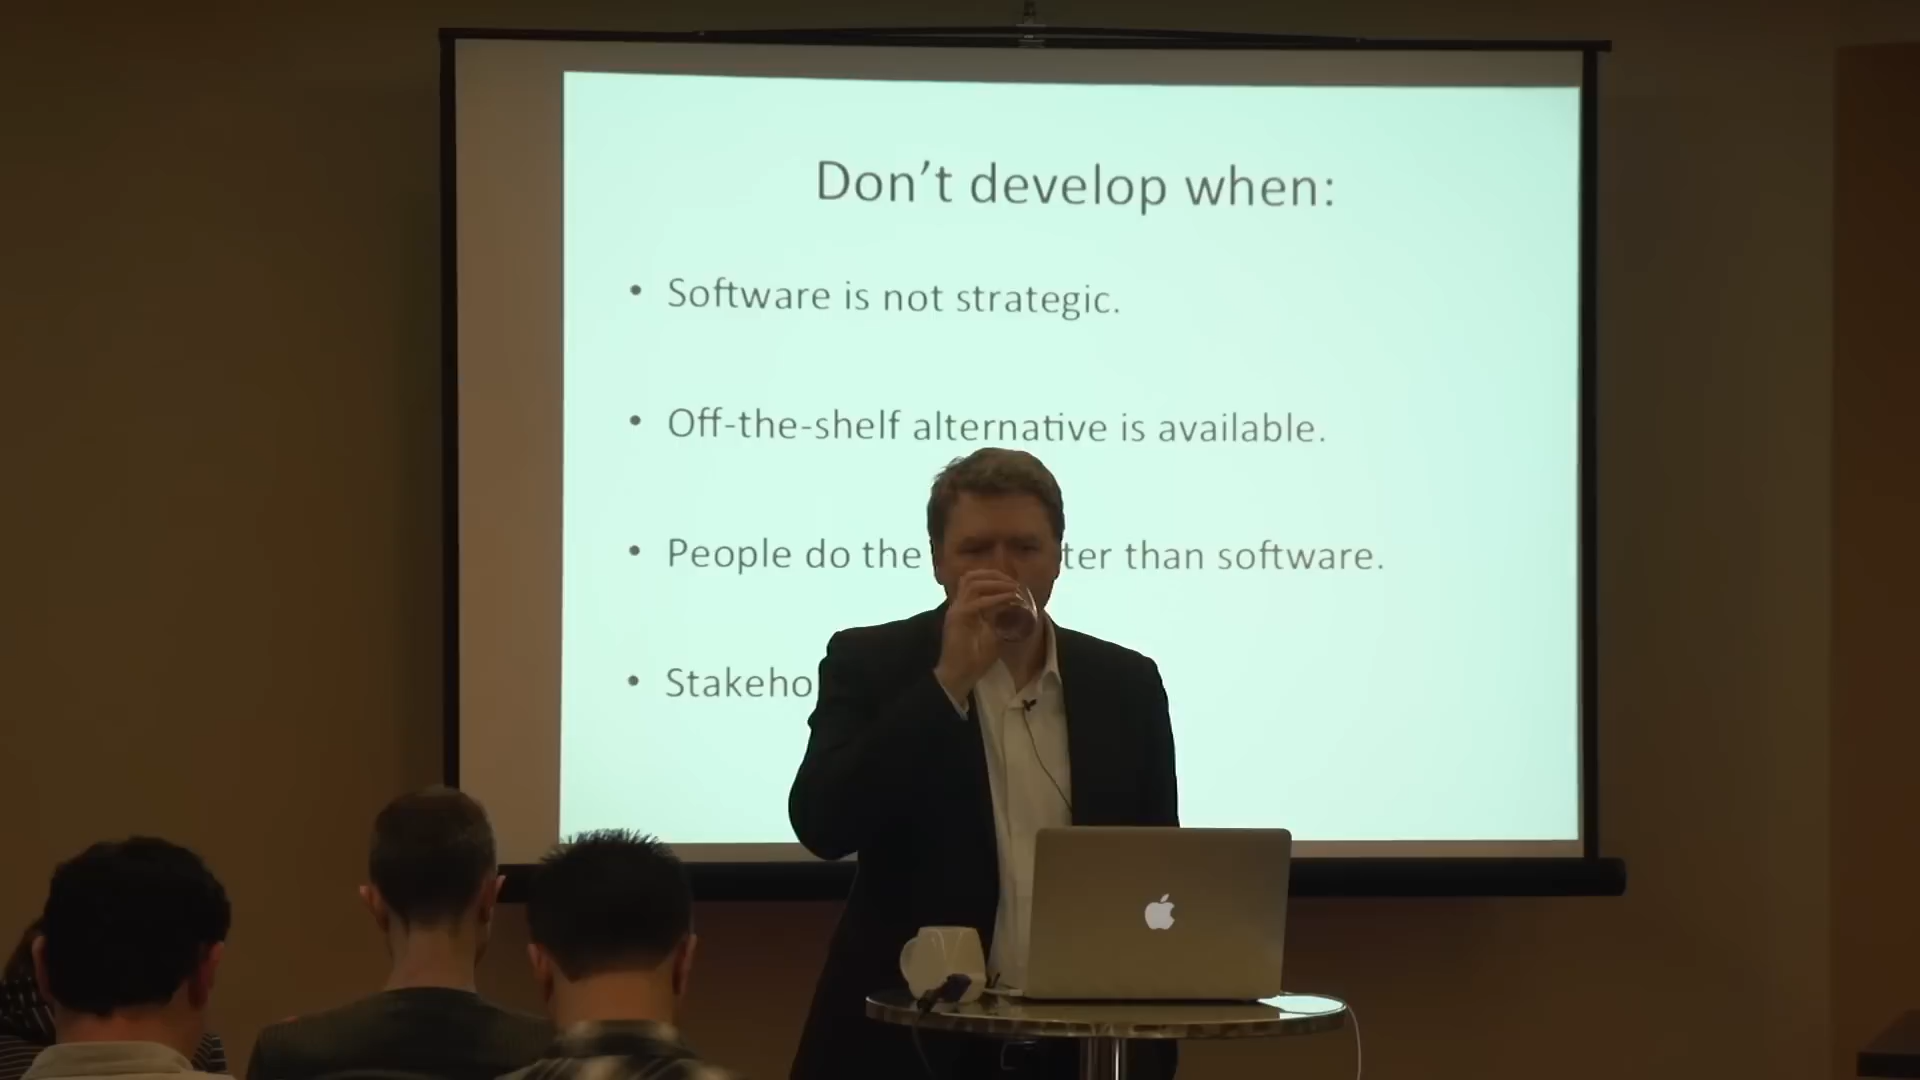 Don't develop when:
• Software is not strategic.
• Off-the-shelf alternative is available.
• People do the ter than software.
• Stakeho